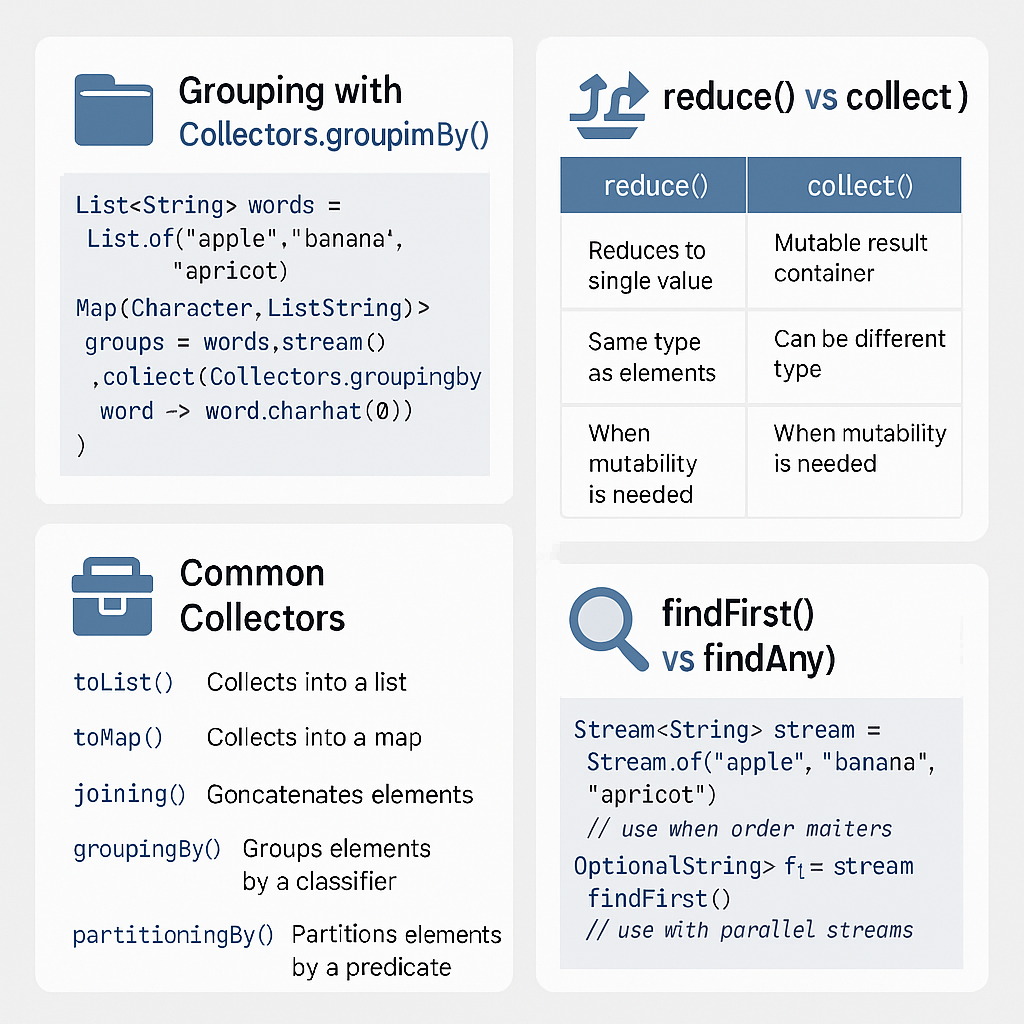 Grouping with
Collectors.groupimBy()
List<String> words =
List.of("apple","banana',
"apricot)
Map(Character,ListString)>
groups = words,stream()
,coliect(Collectors.groupingby
word -> word.charhat(0))
)
reduce() vs collect)
reduce()
collect()
Reduces to
single value
Mutable result
container
Same type
as elements
Can be different
type
When
mutability
is needed
When mutability
is needed
Common
Collectors
toList() Collects into a list
toMap() Collects into a map
joining() Goncatenates elements
groupingBy() Groups elements
by a classifier
partitioningBy() Partitions elements
by a predicate
findFirst()
vs findAny)
Stream<String> stream =
Stream.of("apple", "banana",
"apricot")
// use when order maiters
OptionalString> fț = stream
findFirst()
// use with parallel streams